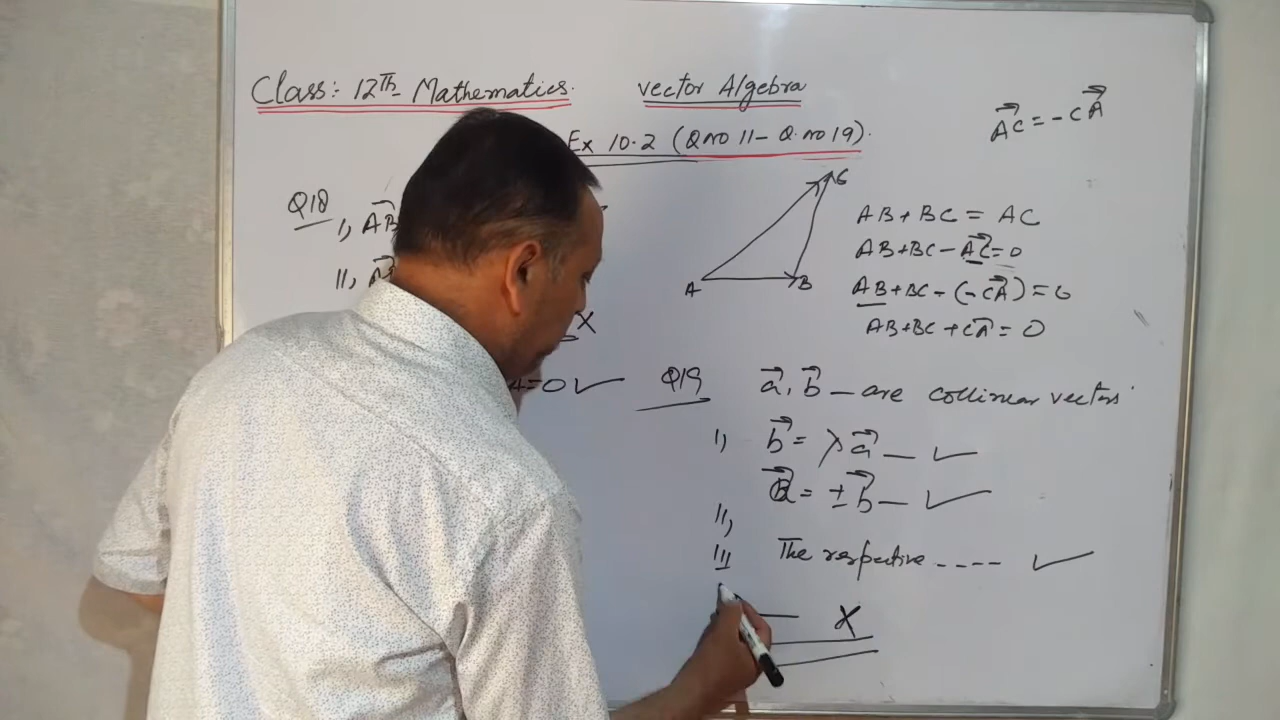 Class:- 12Th Mathematics. vector Algebra
Ex 10.2 (Q no 11 - Q. no 19).
AC = - CA
Q18
i, AB
ii,
X
=0 ✓
A B C
AB + BC = AC
AB + BC - AC = 0
AB + BC - (-CA) = 0
AB + BC + CA = 0
Q19 a, b - are collinear vectors
i, b = λ a - ✓
ii, a = ± b - ✓
iii The respective ---- ✓
X